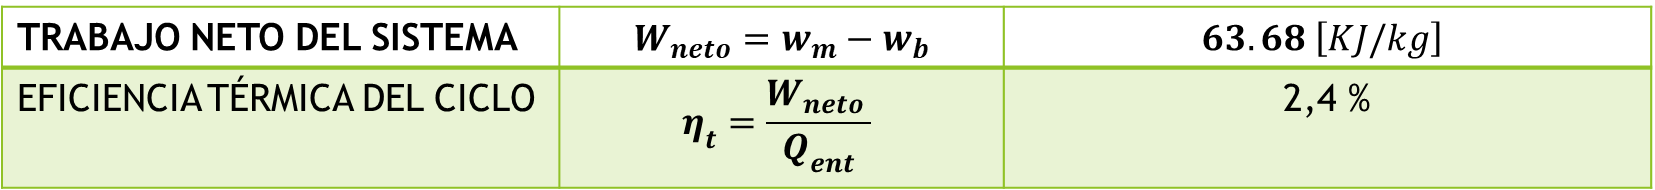 TRABAJO NETO DEL SISTEMA W_neto = w_m − w_b 63.68 [KJ/kg]
EFICIENCIA TÉRMICA DEL CICLO η_t = W_neto / Q_ent 2,4 %